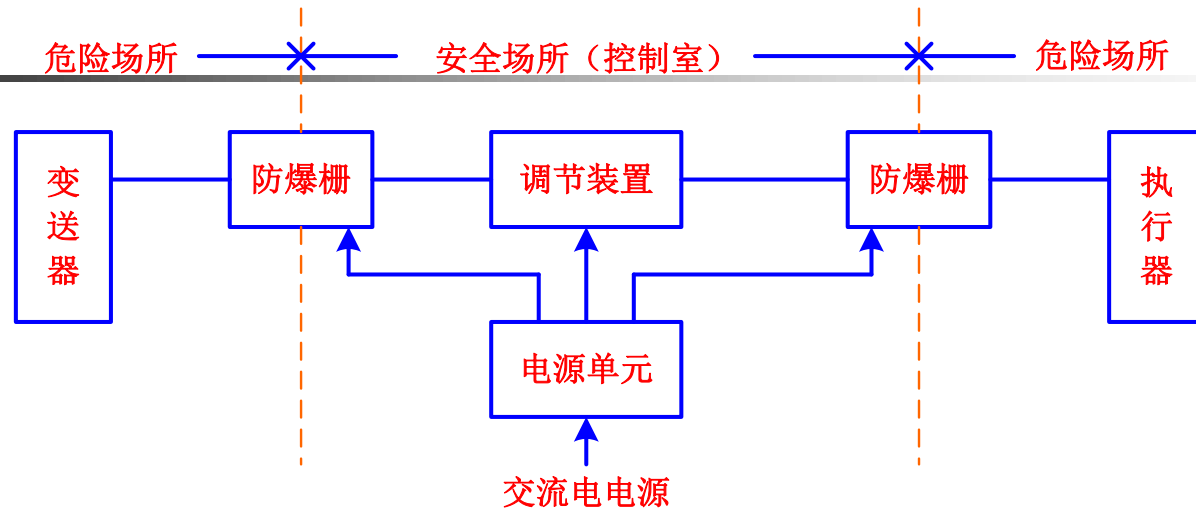 危险场所
安全场所（控制室）
危险场所
变送器
防爆栅
调节装置
防爆栅
执行器
电源单元
交流电电源